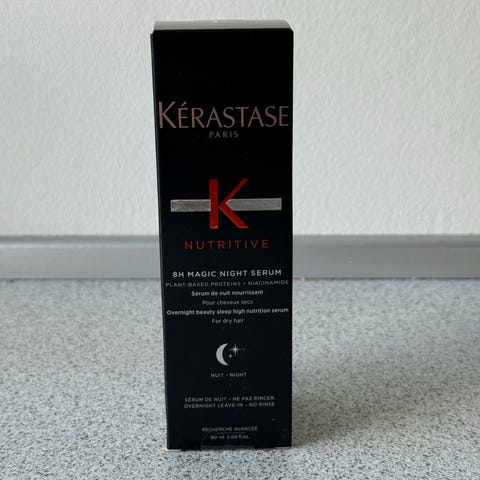 KÉRASTASE
PARIS
K
NUTRITIVE
8H MAGIC NIGHT SERUM
PLANT-BASED PROTEINS + NIACINAMIDE
Sérum de nuit nourrissant
Pour cheveux secs
Overnight beauty sleep high nutrition serum
For dry hair
NUIT - NIGHT
SÉRUM DE NUIT - NE PAS RINCER
OVERNIGHT LEAVE-IN - NO RINSE
RECHERCHE AVANCÉE
90 ml 3.04 fl.oz.